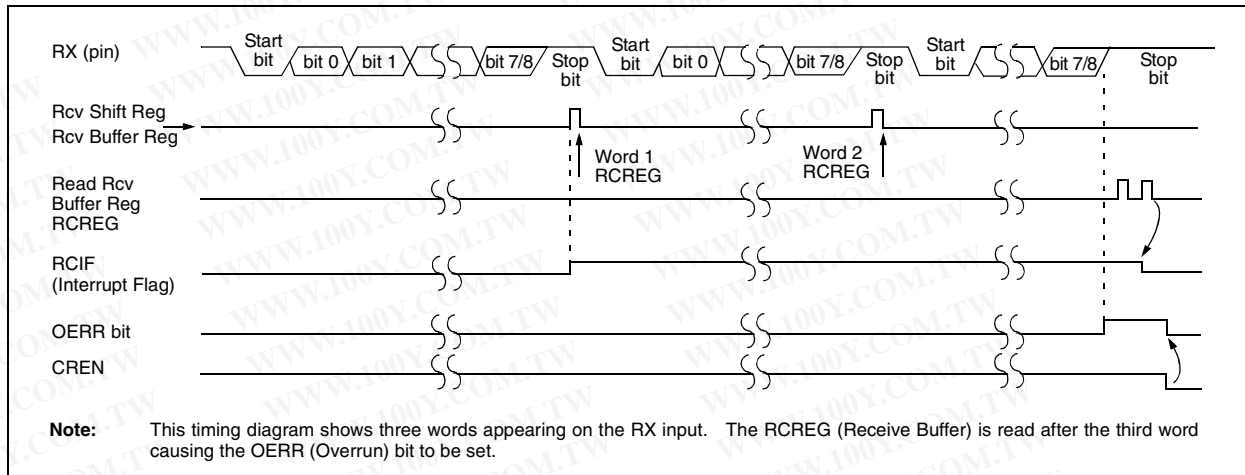 RX (pin)
Start bit
bit 0
bit 1
bit 7/8
Stop bit
Start bit
bit 0
bit 7/8
Stop bit
Start bit
bit 7/8
Stop bit
Rcv Shift Reg
Rcv Buffer Reg
Word 1
RCREG
Word 2
RCREG
Read Rcv
Buffer Reg
RCREG
RCIF
(Interrupt Flag)
OERR bit
CREN
Note: This timing diagram shows three words appearing on the RX input. The RCREG (Receive Buffer) is read after the third word
causing the OERR (Overrun) bit to be set.
WWW.100Y.COM.TW